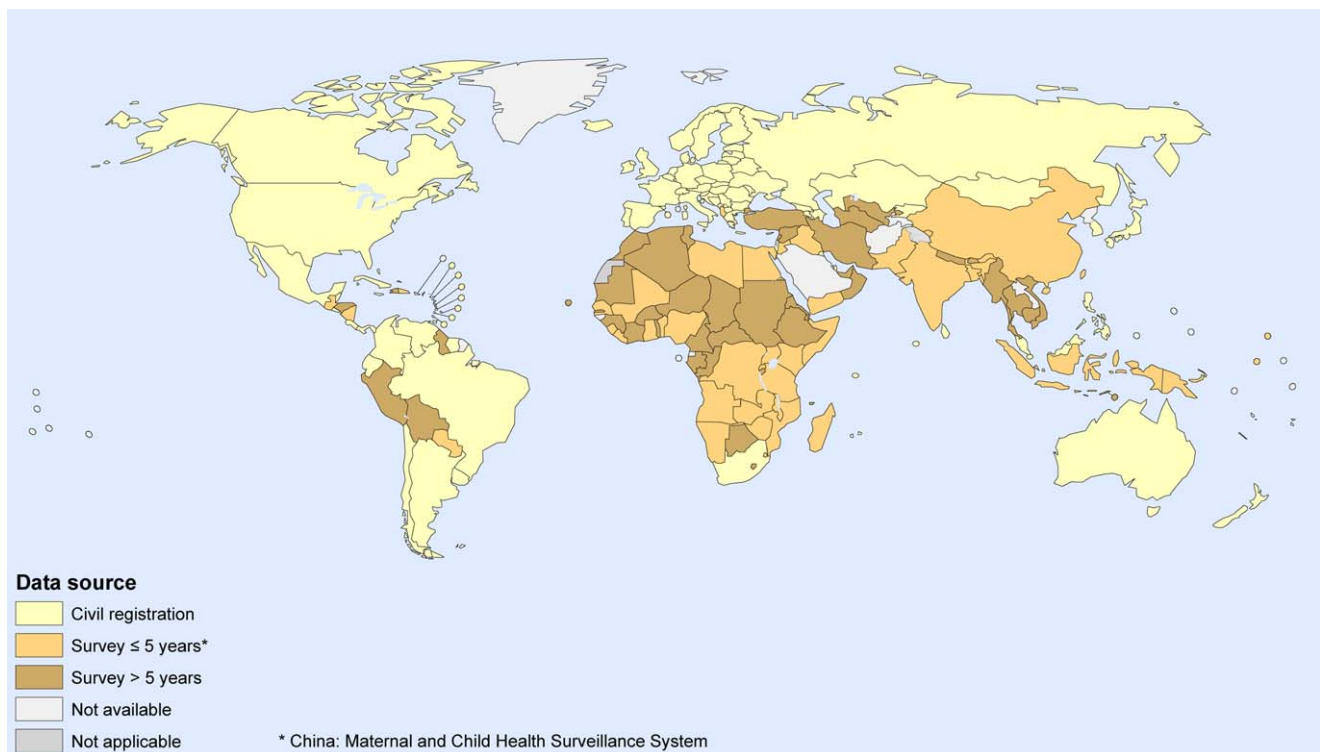 Data source
Civil registration
Survey ≤ 5 years*
Survey > 5 years
Not available
Not applicable
* China: Maternal and Child Health Surveillance System